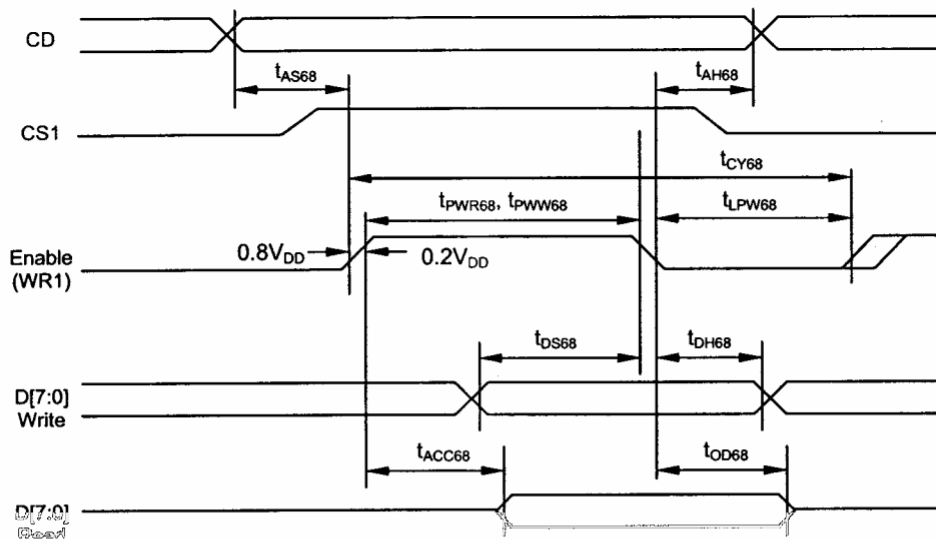 CD
tAS68
tAH68
CS1
tCY68
tPWR68, tPWW68
tLPW68
Enable
(WR1)
0.8VDD
0.2VDD
tDS68
tDH68
D[7:0]
Write
tACC68
tOD68
D[7:0]
Read